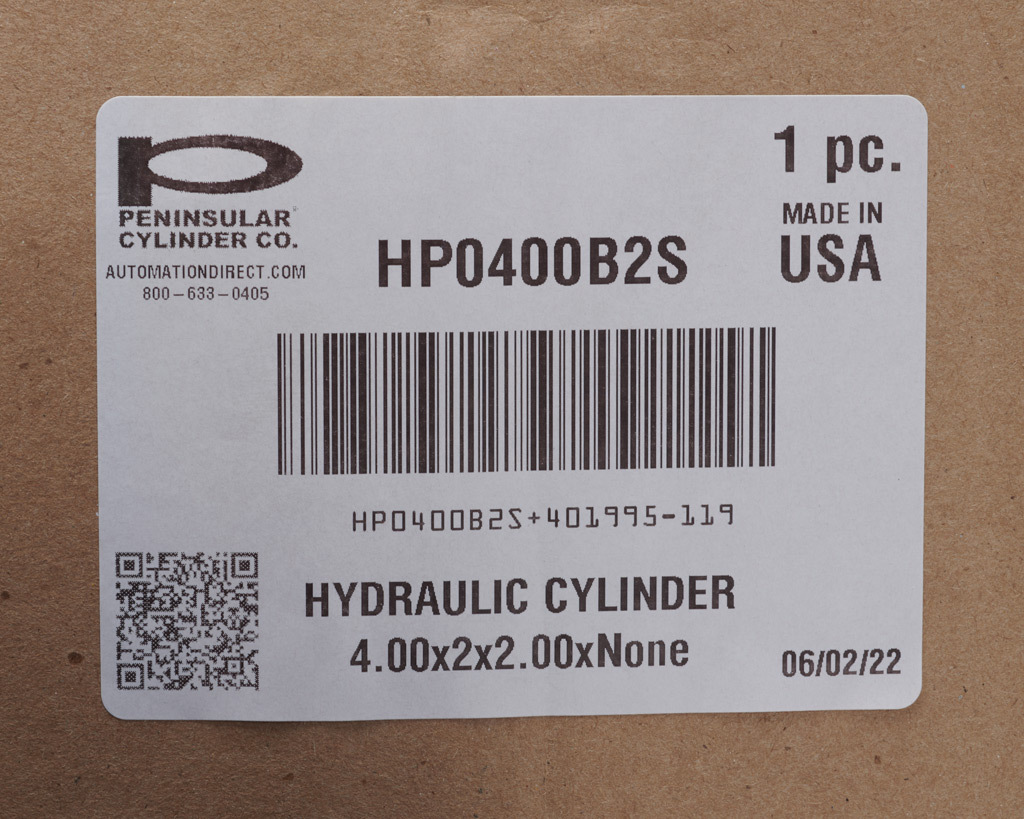 PENINSULAR
CYLINDER CO.
AUTOMATIONDIRECT.COM
800-633-0405
HP0400B2S
1 pc.
MADE IN
USA
HP0400B2S+401995-119
HYDRAULIC CYLINDER
4.00x2x2.00xNone
06/02/22